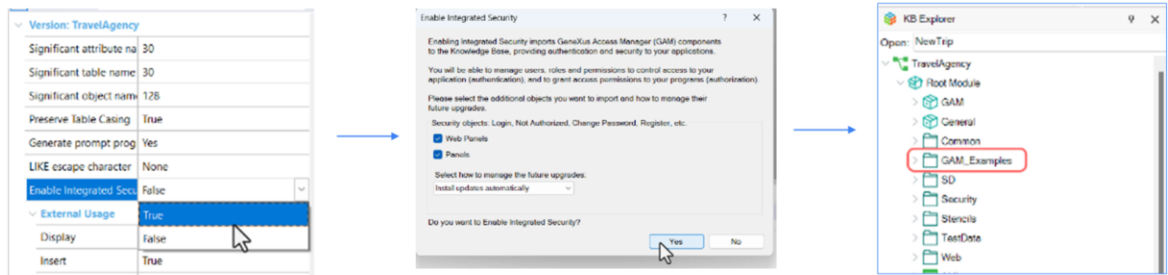 Version: TravelAgency
Significant attribute na 30
Significant table name 30
Significant object nam 128
Preserve Table Casing True
Generate prompt prog Yes
LIKE escape character None
Enable Integrated Secu False
External Usage True
Display False
Insert True
Enable Integrated Security ? ×
Enabling Integrated Security imports GeneXus Access Manager (GAM) components
to the Knowledge Base, providing authentication and security to your applications.
You will be able to manage users, roles and permissions to control access to your
application (authentication), and to grant access permissions to your programs (authorization)
Please select the additional objects you want to import and how to manage their
future upgrades.
Security objects: Login, Not Authorized, Change Password, Register, etc.
Web Panels
Panels
Select how to manage the future upgrades:
Install updates automatically
Do you want to Enable Integrated Security?
Yes No
KB Explorer
Open: NewTrip
TravelAgency
Root Module
GAM
General
Common
GAM_Examples
SD
Security
Stencils
TestData
Web